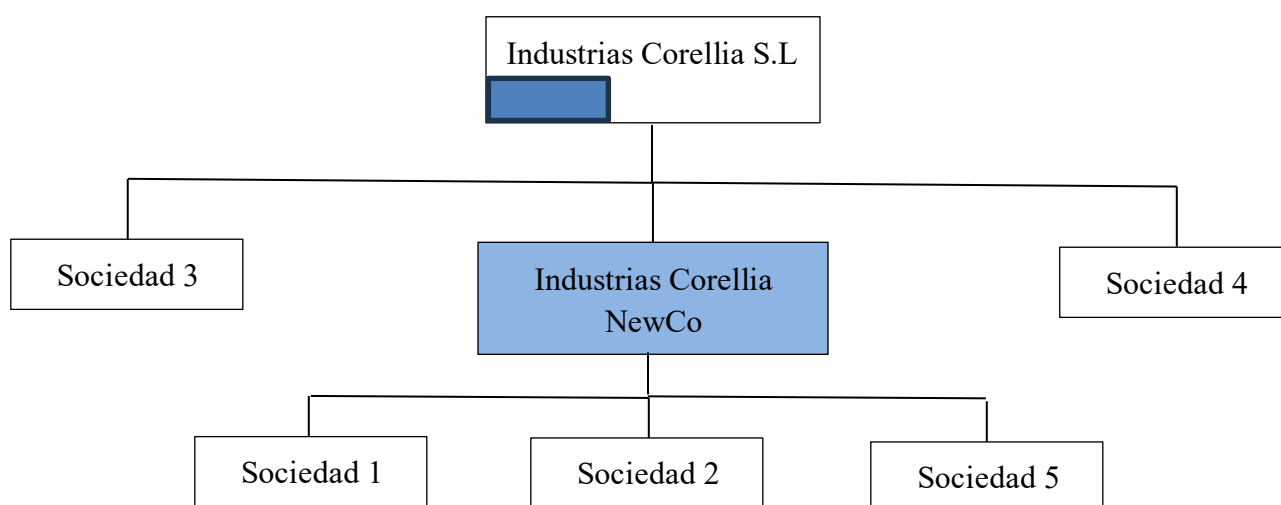 Industrias Corellia S.L
Sociedad 3
Industrias Corellia
NewCo
Sociedad 4
Sociedad 1
Sociedad 2
Sociedad 5